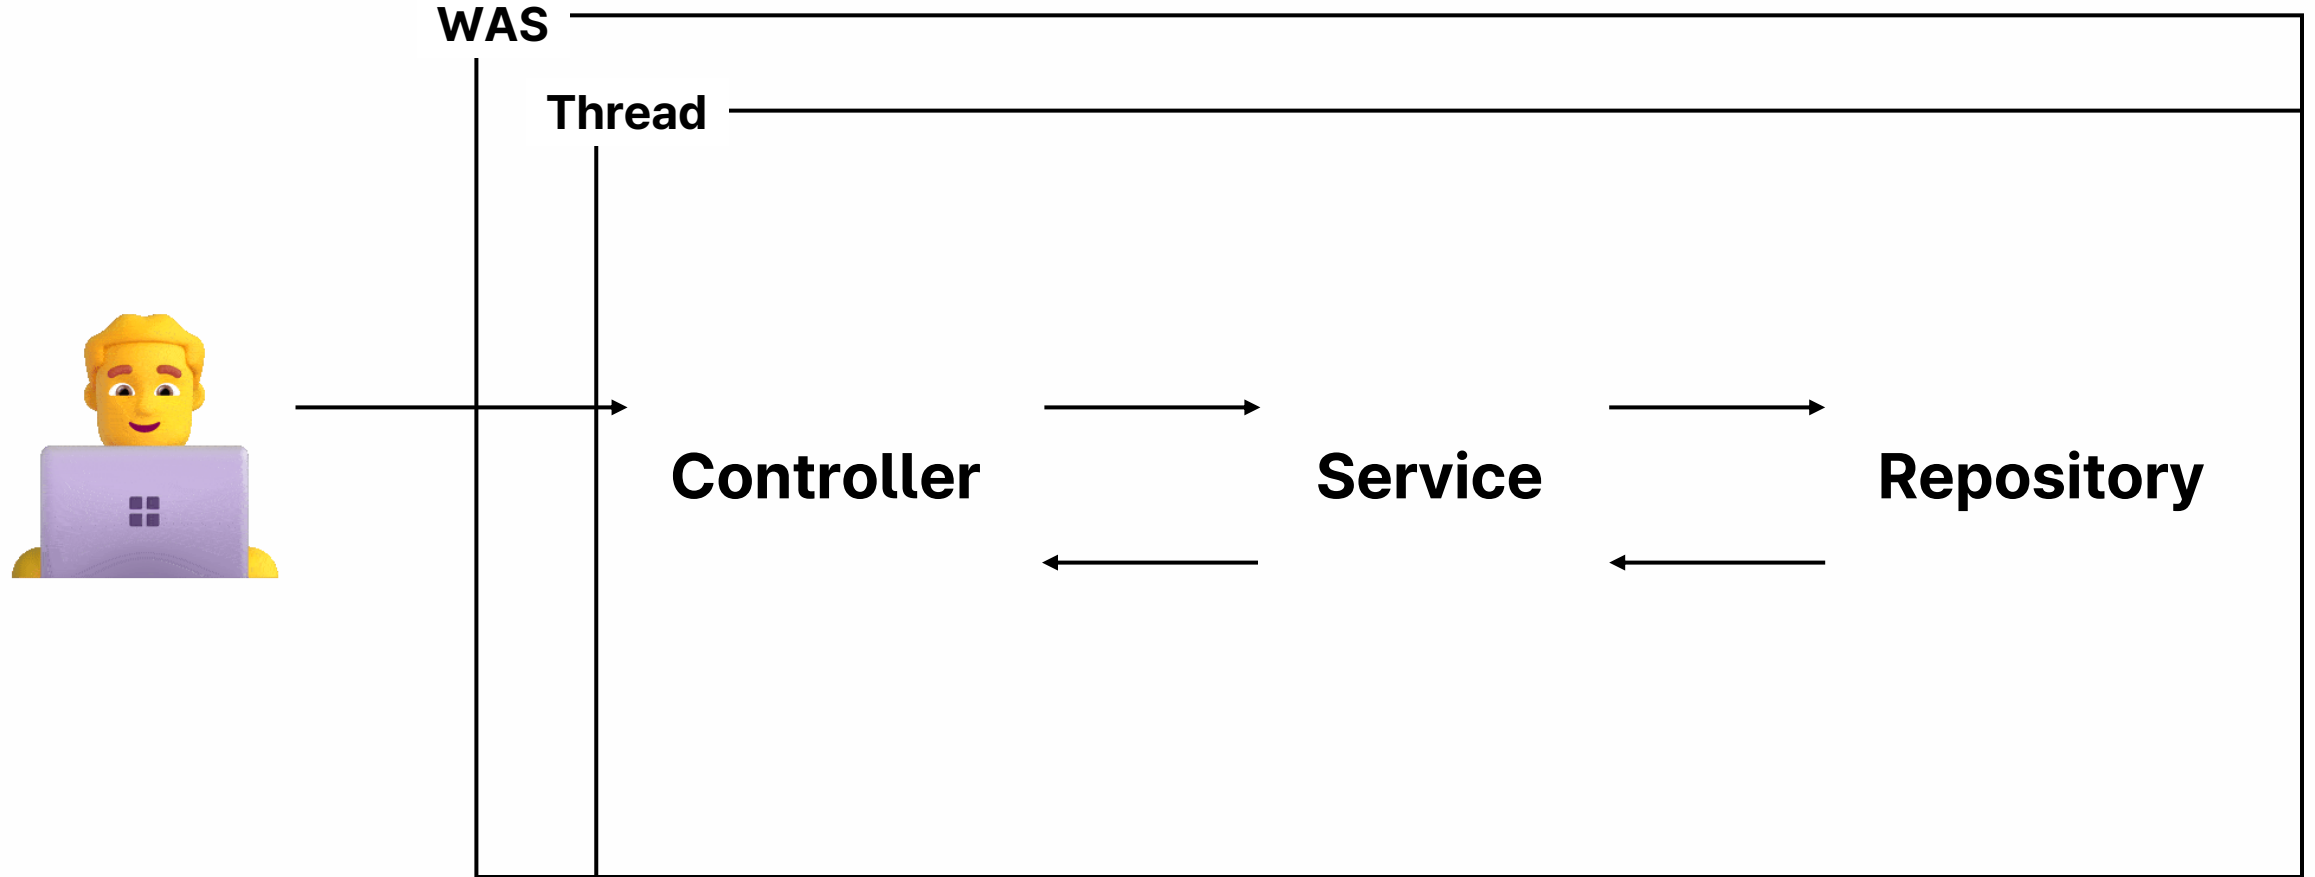 WAS
Thread
Controller
Service
Repository